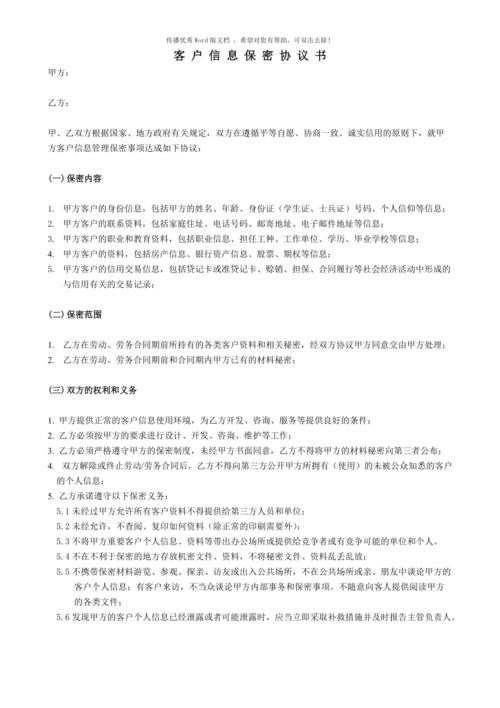 传播优秀Word版文档 ，希望对您有帮助，可双击去除！
客 户 信 息 保 密 协 议 书
甲方：
乙方：
甲、乙双方根据国家、地方政府有关规定，双方在遵循平等自愿、协商一致、诚实信用的原则下，就甲
方客户信息管理保密事项达成如下协议：
(一) 保密内容
1. 甲方客户的身份信息，包括甲方的姓名、年龄、身份证（学生证、士兵证）号码、个人信仰等信息；
2. 甲方客户的联系资料，包括家庭住址、电话号码、邮寄地址、电子邮件地址等信息；
3. 甲方客户的职业和教育资料，包括职业信息、担任工种、工作单位、学历、毕业学校等信息；
4. 甲方客户的资料，包括房产信息、银行资产信息、股票、期权等信息；
5. 甲方客户的信用交易信息，包括贷记卡或准贷记卡、赊销、担保、合同履行等社会经济活动中形成的
与信用有关的交易记录；
(二) 保密范围
1. 乙方在劳动、劳务合同期前所持有的各类客户资料和相关秘密，经双方协议甲方同意交由甲方处理；
2. 乙方在劳动、劳务合同期前和合同期内甲方已有的材料秘密；
(三) 双方的权利和义务
1. 甲方提供正常的客户信息使用环境，为乙方开发、咨询、服务等提供良好的条件；
2. 乙方必须按甲方的要求进行设计、开发、咨询、维护等工作；
3. 乙方必须严格遵守甲方的保密制度，未经甲方书面同意，乙方不得将甲方的材料秘密向第三者公布；
4. 双方解除或终止劳动/劳务合同后，乙方不得向第三方公开甲方所拥有（使用）的未被公众知悉的客户
的个人信息；
5. 乙方承诺遵守以下保密义务：
5.1 未经过甲方允许所有客户资料不得提供给第三方人员和单位；
5.2 未经允许，不查阅、复印如何资料（除正常的印刷需要外）；
5.3 不将甲方重要客户个人信息、资料等带出办公场所或提供给竞争者或有竞争可能的单位和个人。
5.4 不在不利于保密的地方存放机密文件、资料，不将秘密文件、资料乱丢乱放；
5.5 不携带保密材料游览、参观、探亲、访友或出入公共场所，不在公共场所或亲、朋友中谈论甲方的
客户个人信息；有客户来访，不当众谈论甲方内部事务和保密事项。不随意向客人提供阅读甲方
的各类文件；
5.6 发现甲方的客户个人信息已经泄露或者可能泄露时，应当立即采取补救措施并及时报告主管负责人。